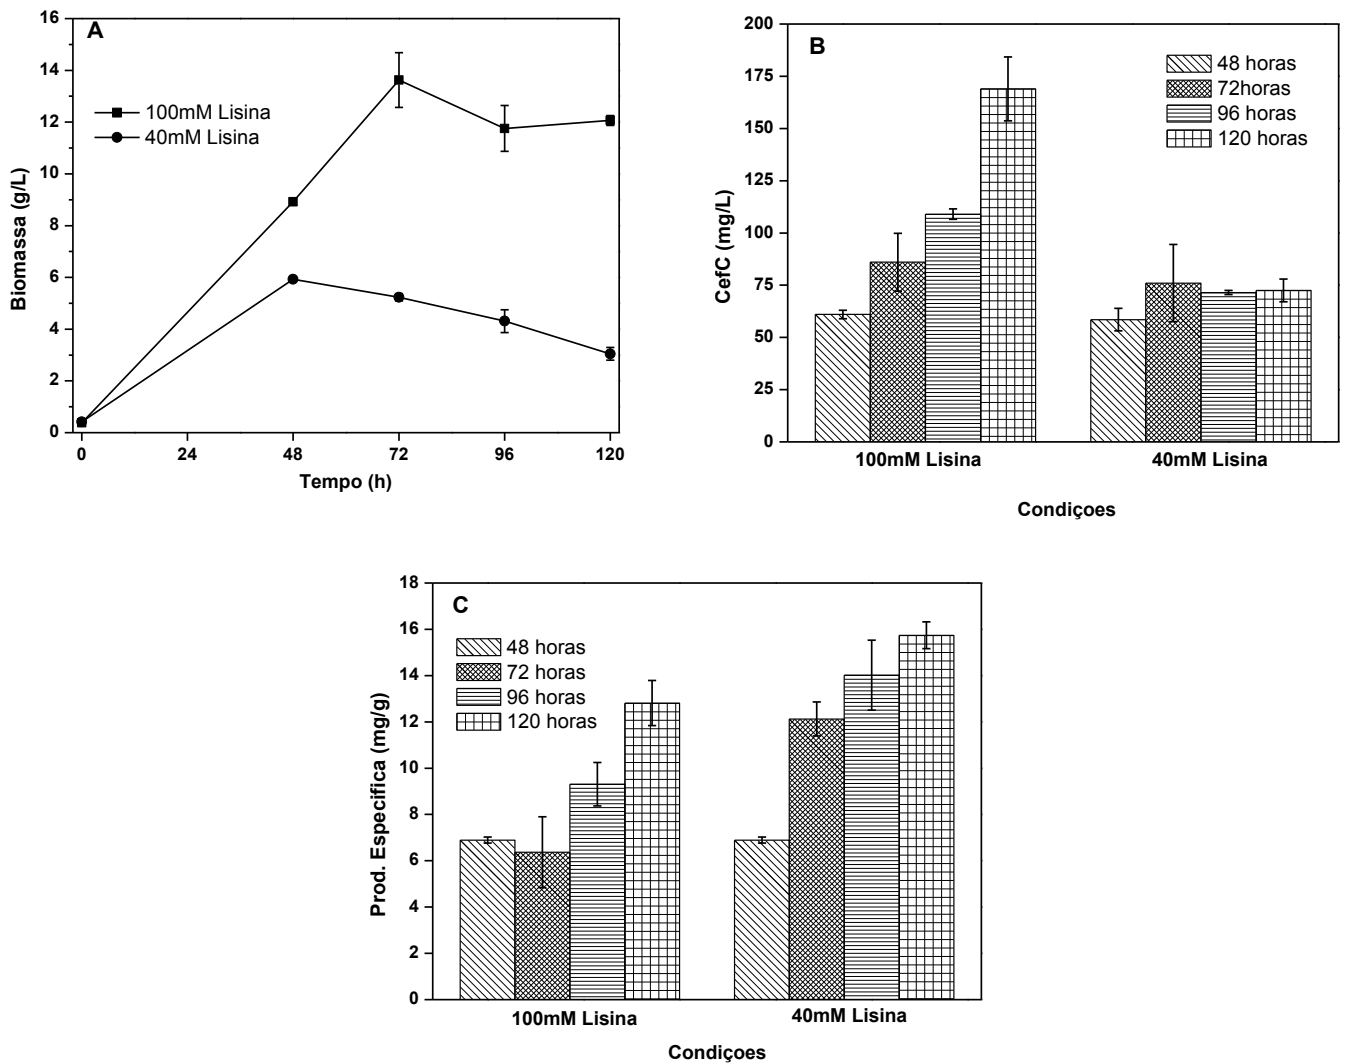 A
16
14
12
10
8
6
4
2
0
Biomassa (g/L)
100mM Lisina
40mM Lisina
0 24 48 72 96 120
Tempo (h)
B
200
175
150
125
100
75
50
25
0
CefC (mg/L)
48 horas
72horas
96 horas
120 horas
100mM Lisina 40mM Lisina
Condiçoes
C
18
16
14
12
10
8
6
4
2
0
Prod. Especifica (mg/g)
48 horas
72 horas
96 horas
120 horas
100mM Lisina 40mM Lisina
Condiçoes